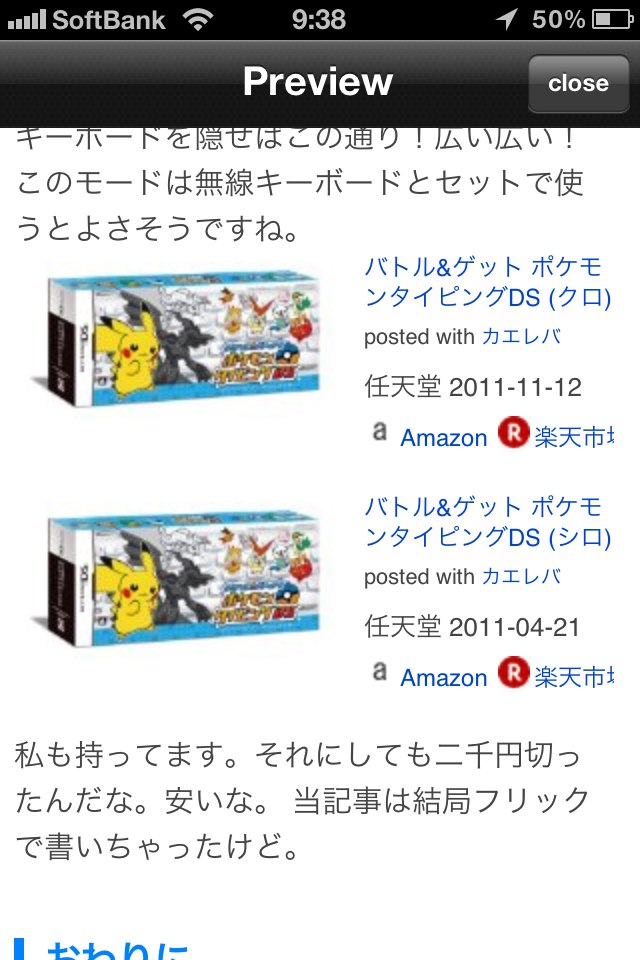 SoftBank 9:38 50%
Preview
close
キーボードを隠せばこの通り！広い広い！
このモードは無線キーボードとセットで使
うとよさそうですね。
バトル&ゲット ポケモ
ンタイピングDS (クロ)
posted with カエレバ
任天堂 2011-11-12
a Amazon R 楽天市
バトル&ゲット ポケモ
ンタイピングDS (シロ)
posted with カエレバ
任天堂 2011-04-21
a Amazon R 楽天市
私も持ってます。それにしても二千円切っ
たんだな。安いな。 当記事は結局フリック
で書いちゃったけど。
おわりに